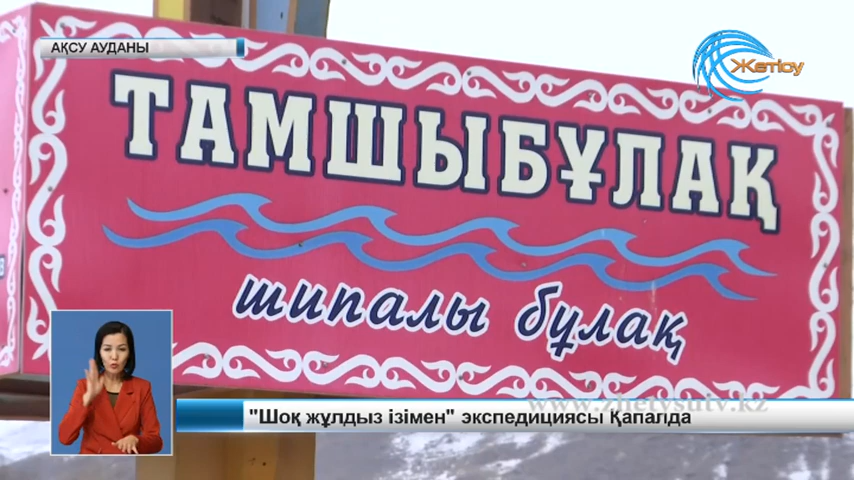 АҚСУ АУДАНЫ
Жетісу
ТАМШЫБҰЛАҚ
шипалы бұлақ
www.zhetysutv.kz
"Шоқ жұлдыз ізімен" экспедициясы Қапалда